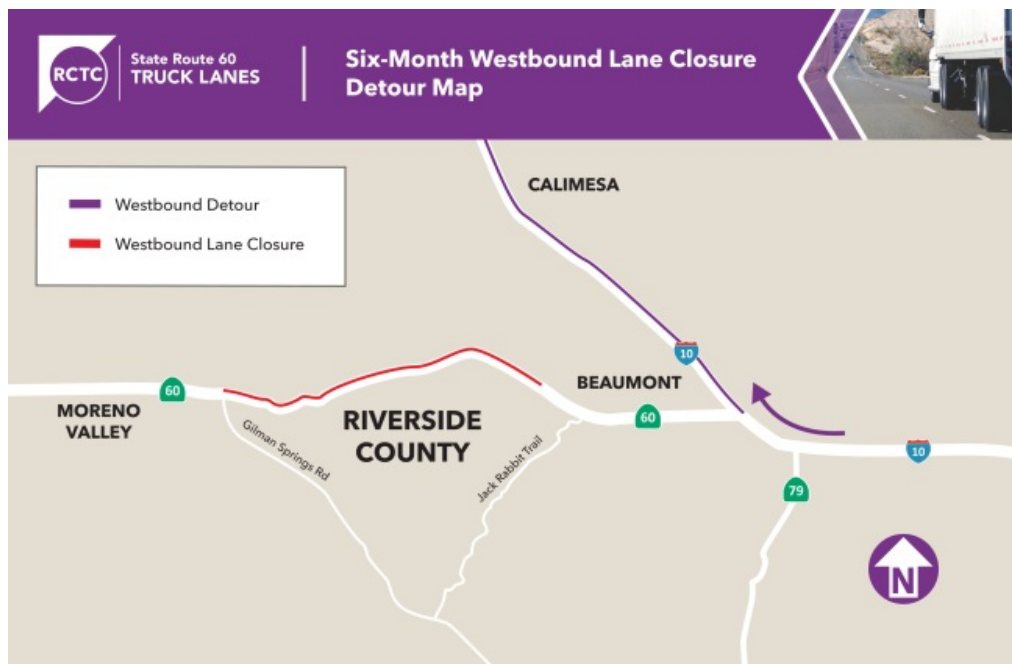 RCTC
State Route 60
TRUCK LANES
Six-Month Westbound Lane Closure
Detour Map
Westbound Detour
Westbound Lane Closure
CALIMESA
10
BEAUMONT
60
MORENO
VALLEY
RIVERSIDE
COUNTY
60
Gilman Springs Rd
Jack Rabbit Trail
10
79
N